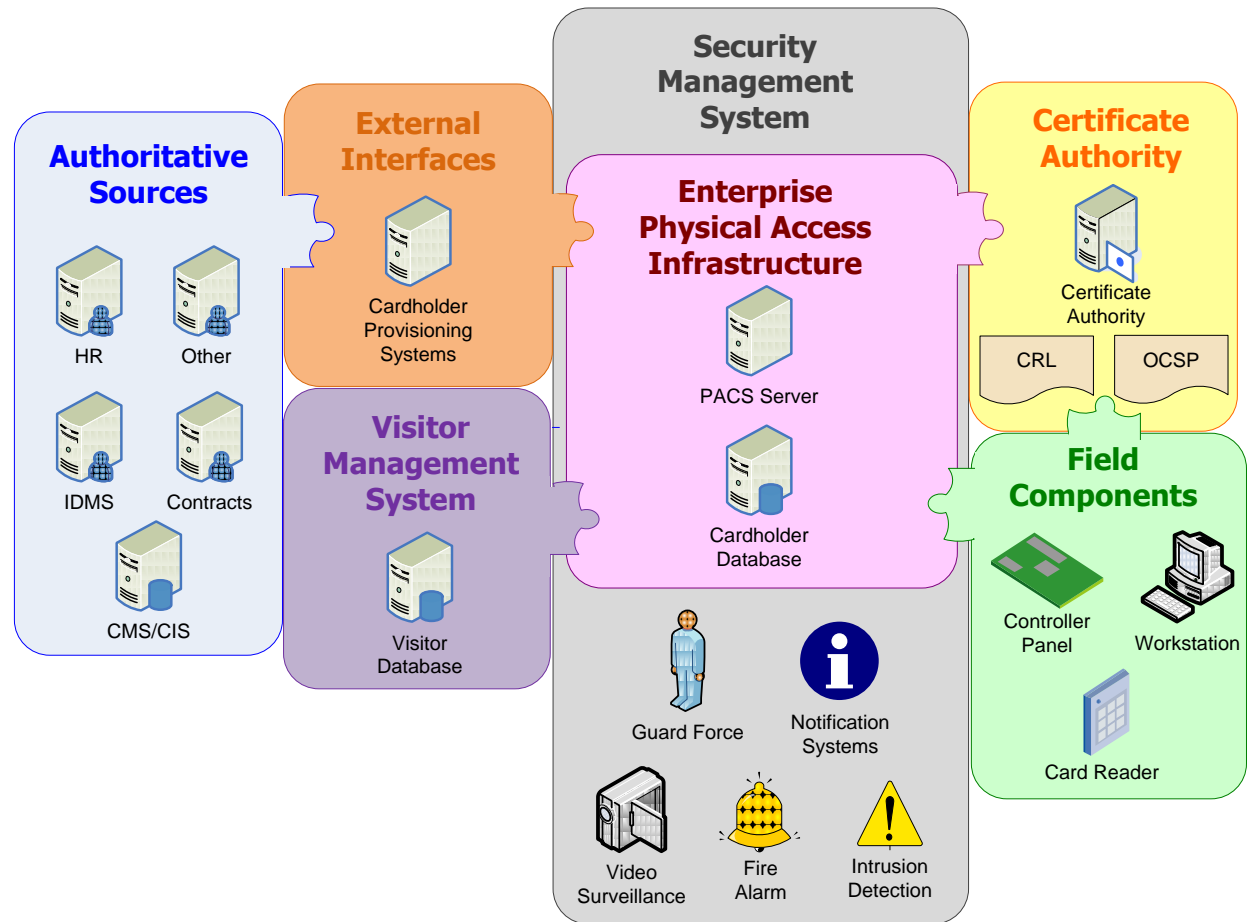 Authoritative
Sources
HR
Other
IDMS
Contracts
CMS/CIS
External
Interfaces
Cardholder
Provisioning
Systems
Visitor
Management
System
Visitor
Database
Security
Management
System
Enterprise
Physical Access
Infrastructure
PACS Server
Cardholder
Database
Guard Force
Notification
Systems
Video
Surveillance
Fire
Alarm
Intrusion
Detection
Certificate
Authority
Certificate
Authority
CRL
OCSP
Field
Components
Controller
Panel
Workstation
Card Reader